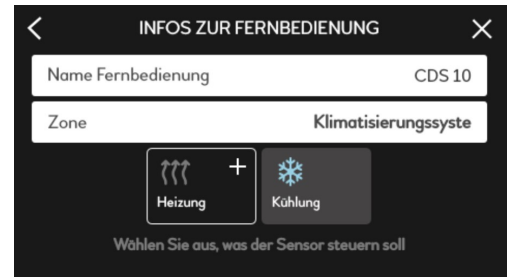 INFOS ZUR FERNBEDIENUNG
Name Fernbedienung CDS 10
Zone Klimatisierungssyste
Heizung Kühlung
Wählen Sie aus, was der Sensor steuern soll